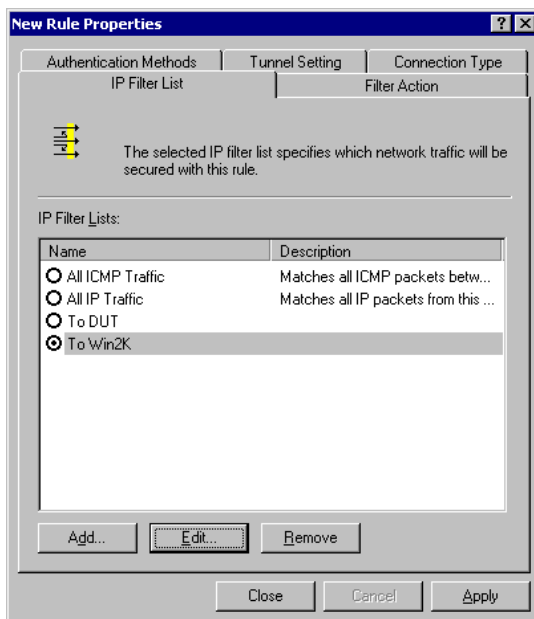 New Rule Properties
Authentication Methods
Tunnel Setting
Connection Type
IP Filter List
Filter Action
The selected IP filter list specifies which network traffic will be
secured with this rule.
IP Filter Lists:
Name Description
All ICMP Traffic Matches all ICMP packets betw...
All IP Traffic Matches all IP packets from this ...
To DUT
To Win2K
Add... Edit... Remove
Close Cancel Apply